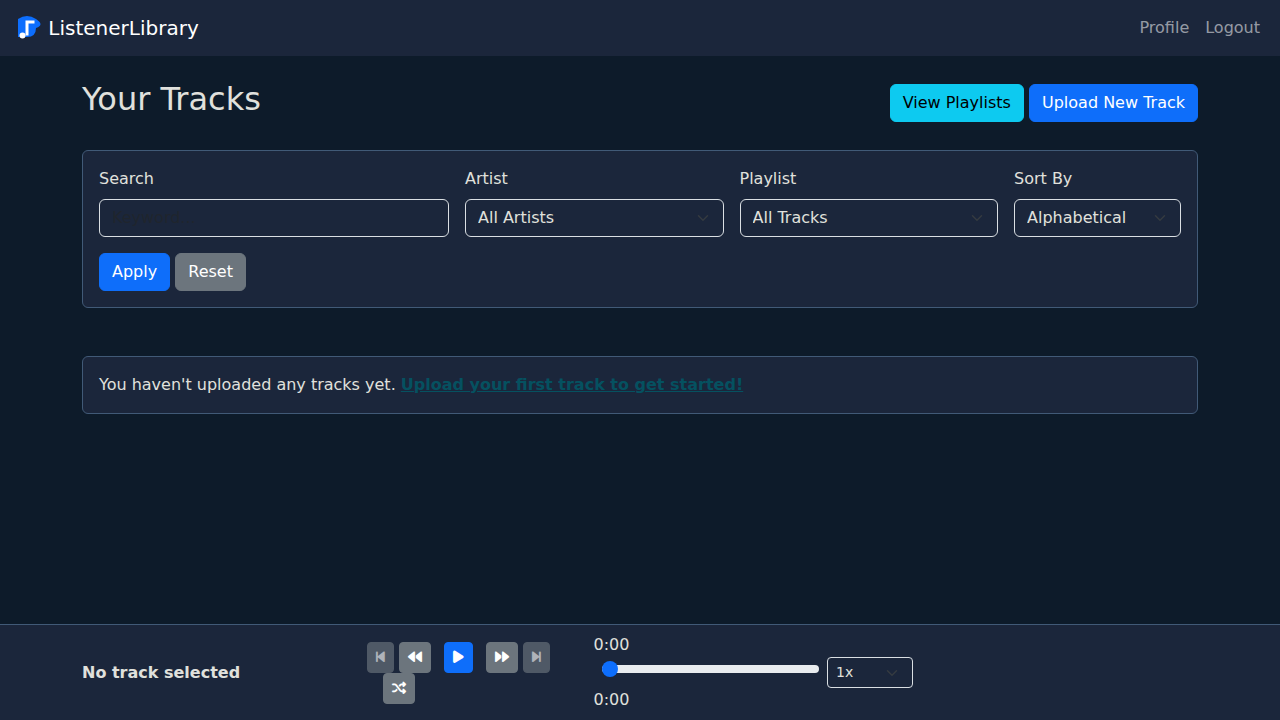 ListenerLibrary
Profile Logout
Your Tracks
View Playlists
Upload New Track
Search
Artist
Playlist
Sort By
All Artists
All Tracks
Alphabetical
Apply
Reset
You haven't uploaded any tracks yet. Upload your first track to get started!
No track selected
0:00
1x
0:00